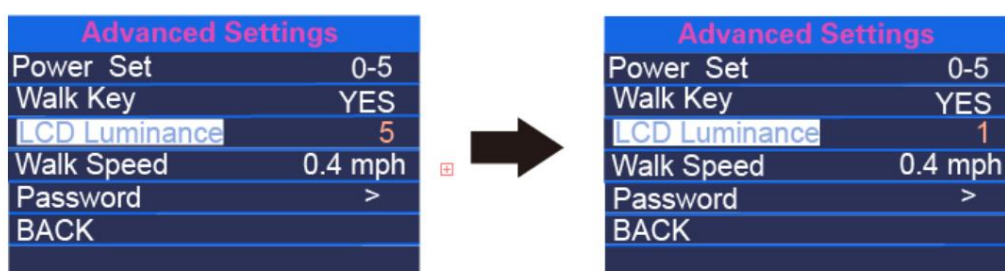 Advanced Settings
Power Set 0-5
Walk Key YES
LCD Luminance 5
Walk Speed 0.4 mph
Password >
BACK
Advanced Settings
Power Set 0-5
Walk Key YES
LCD Luminance 1
Walk Speed 0.4 mph
Password >
BACK